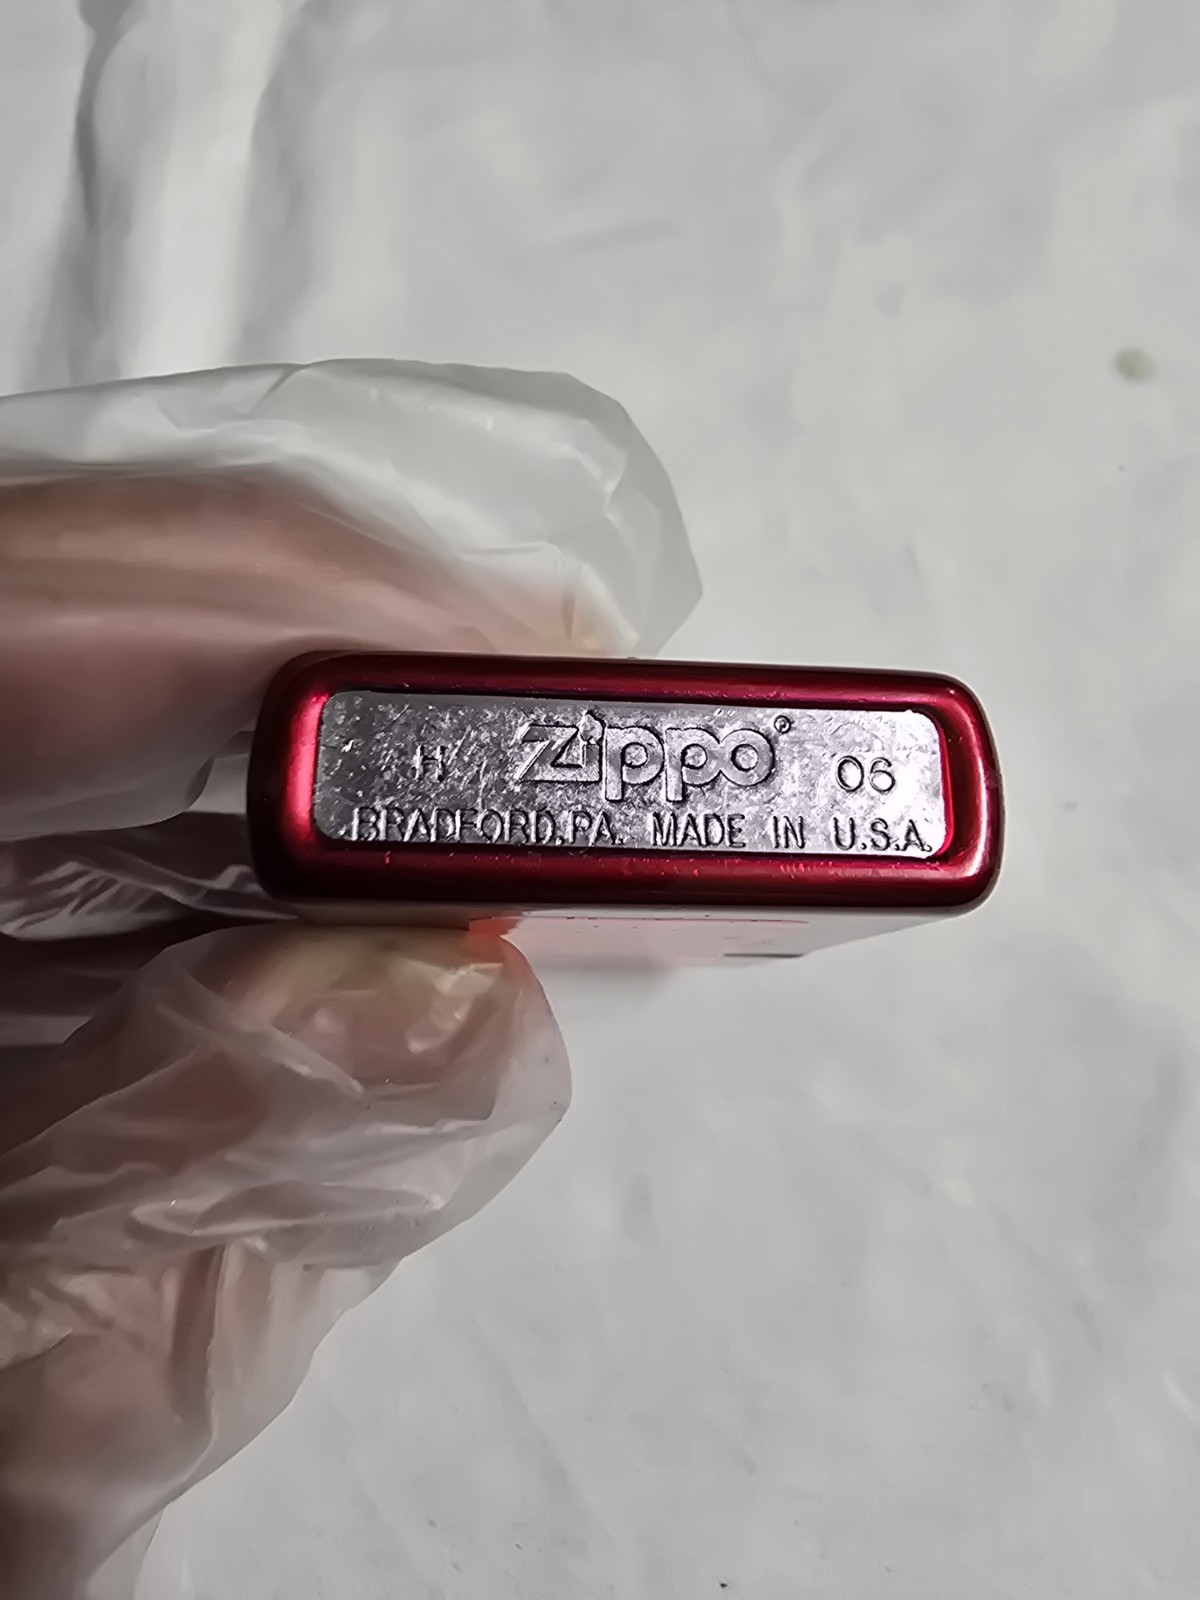 H Zippo® 06
BRADFORD, PA. MADE IN U.S.A.